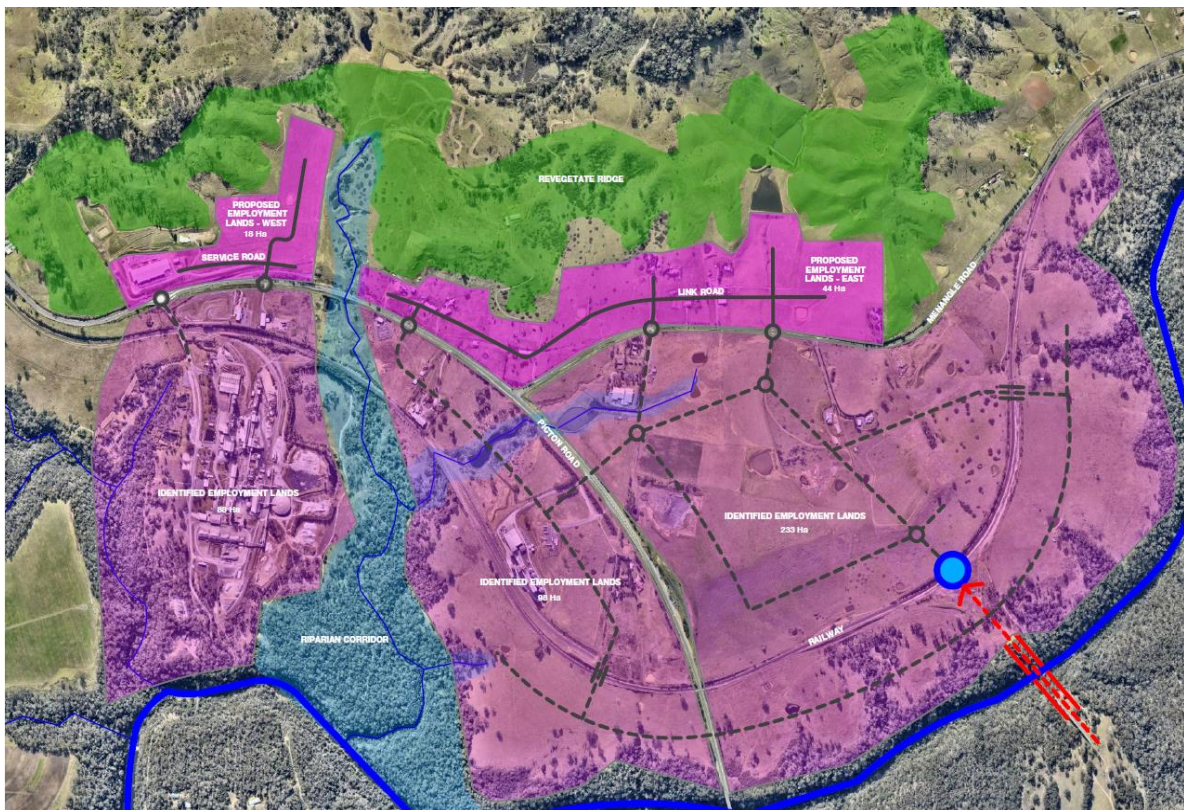 REVEGETATE RIDGE
PROPOSED
EMPLOYMENT
LANDS - WEST
18 Ha
SERVICE ROAD
PROPOSED
EMPLOYMENT
LANDS - EAST
44 Ha
LINK ROAD
MENANGLE ROAD
PICTON ROAD
IDENTIFIED EMPLOYMENT LANDS
88 Ha
IDENTIFIED EMPLOYMENT LANDS
233 Ha
IDENTIFIED EMPLOYMENT LANDS
98 Ha
RIPARIAN CORRIDOR
RAILWAY